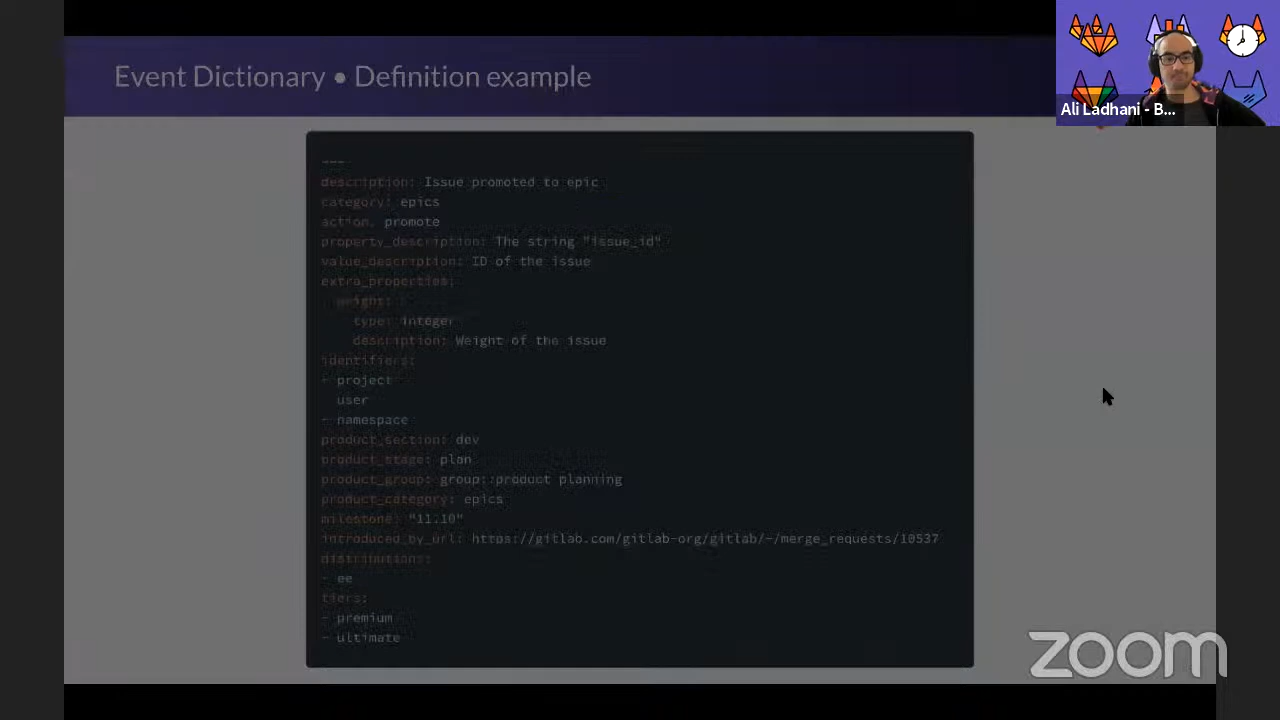 Event Dictionary • Definition example
Ali Ladhani - B...
---
description: Issue promoted to epic
category: epics
action: promote
property_description: The string "issue_id"
value_description: ID of the issue
extra_properties:
weight:
type: integer
description: Weight of the issue
identifiers:
- project
user
- namespace
product_section: dev
product_stage: plan
product_group: group::product planning
product_category: epics
milestone: "11.10"
introduced_by_url: https://gitlab.com/gitlab-org/gitlab/-/merge_requests/10537
distributions:
- ee
tiers:
- premium
- ultimate
zoom